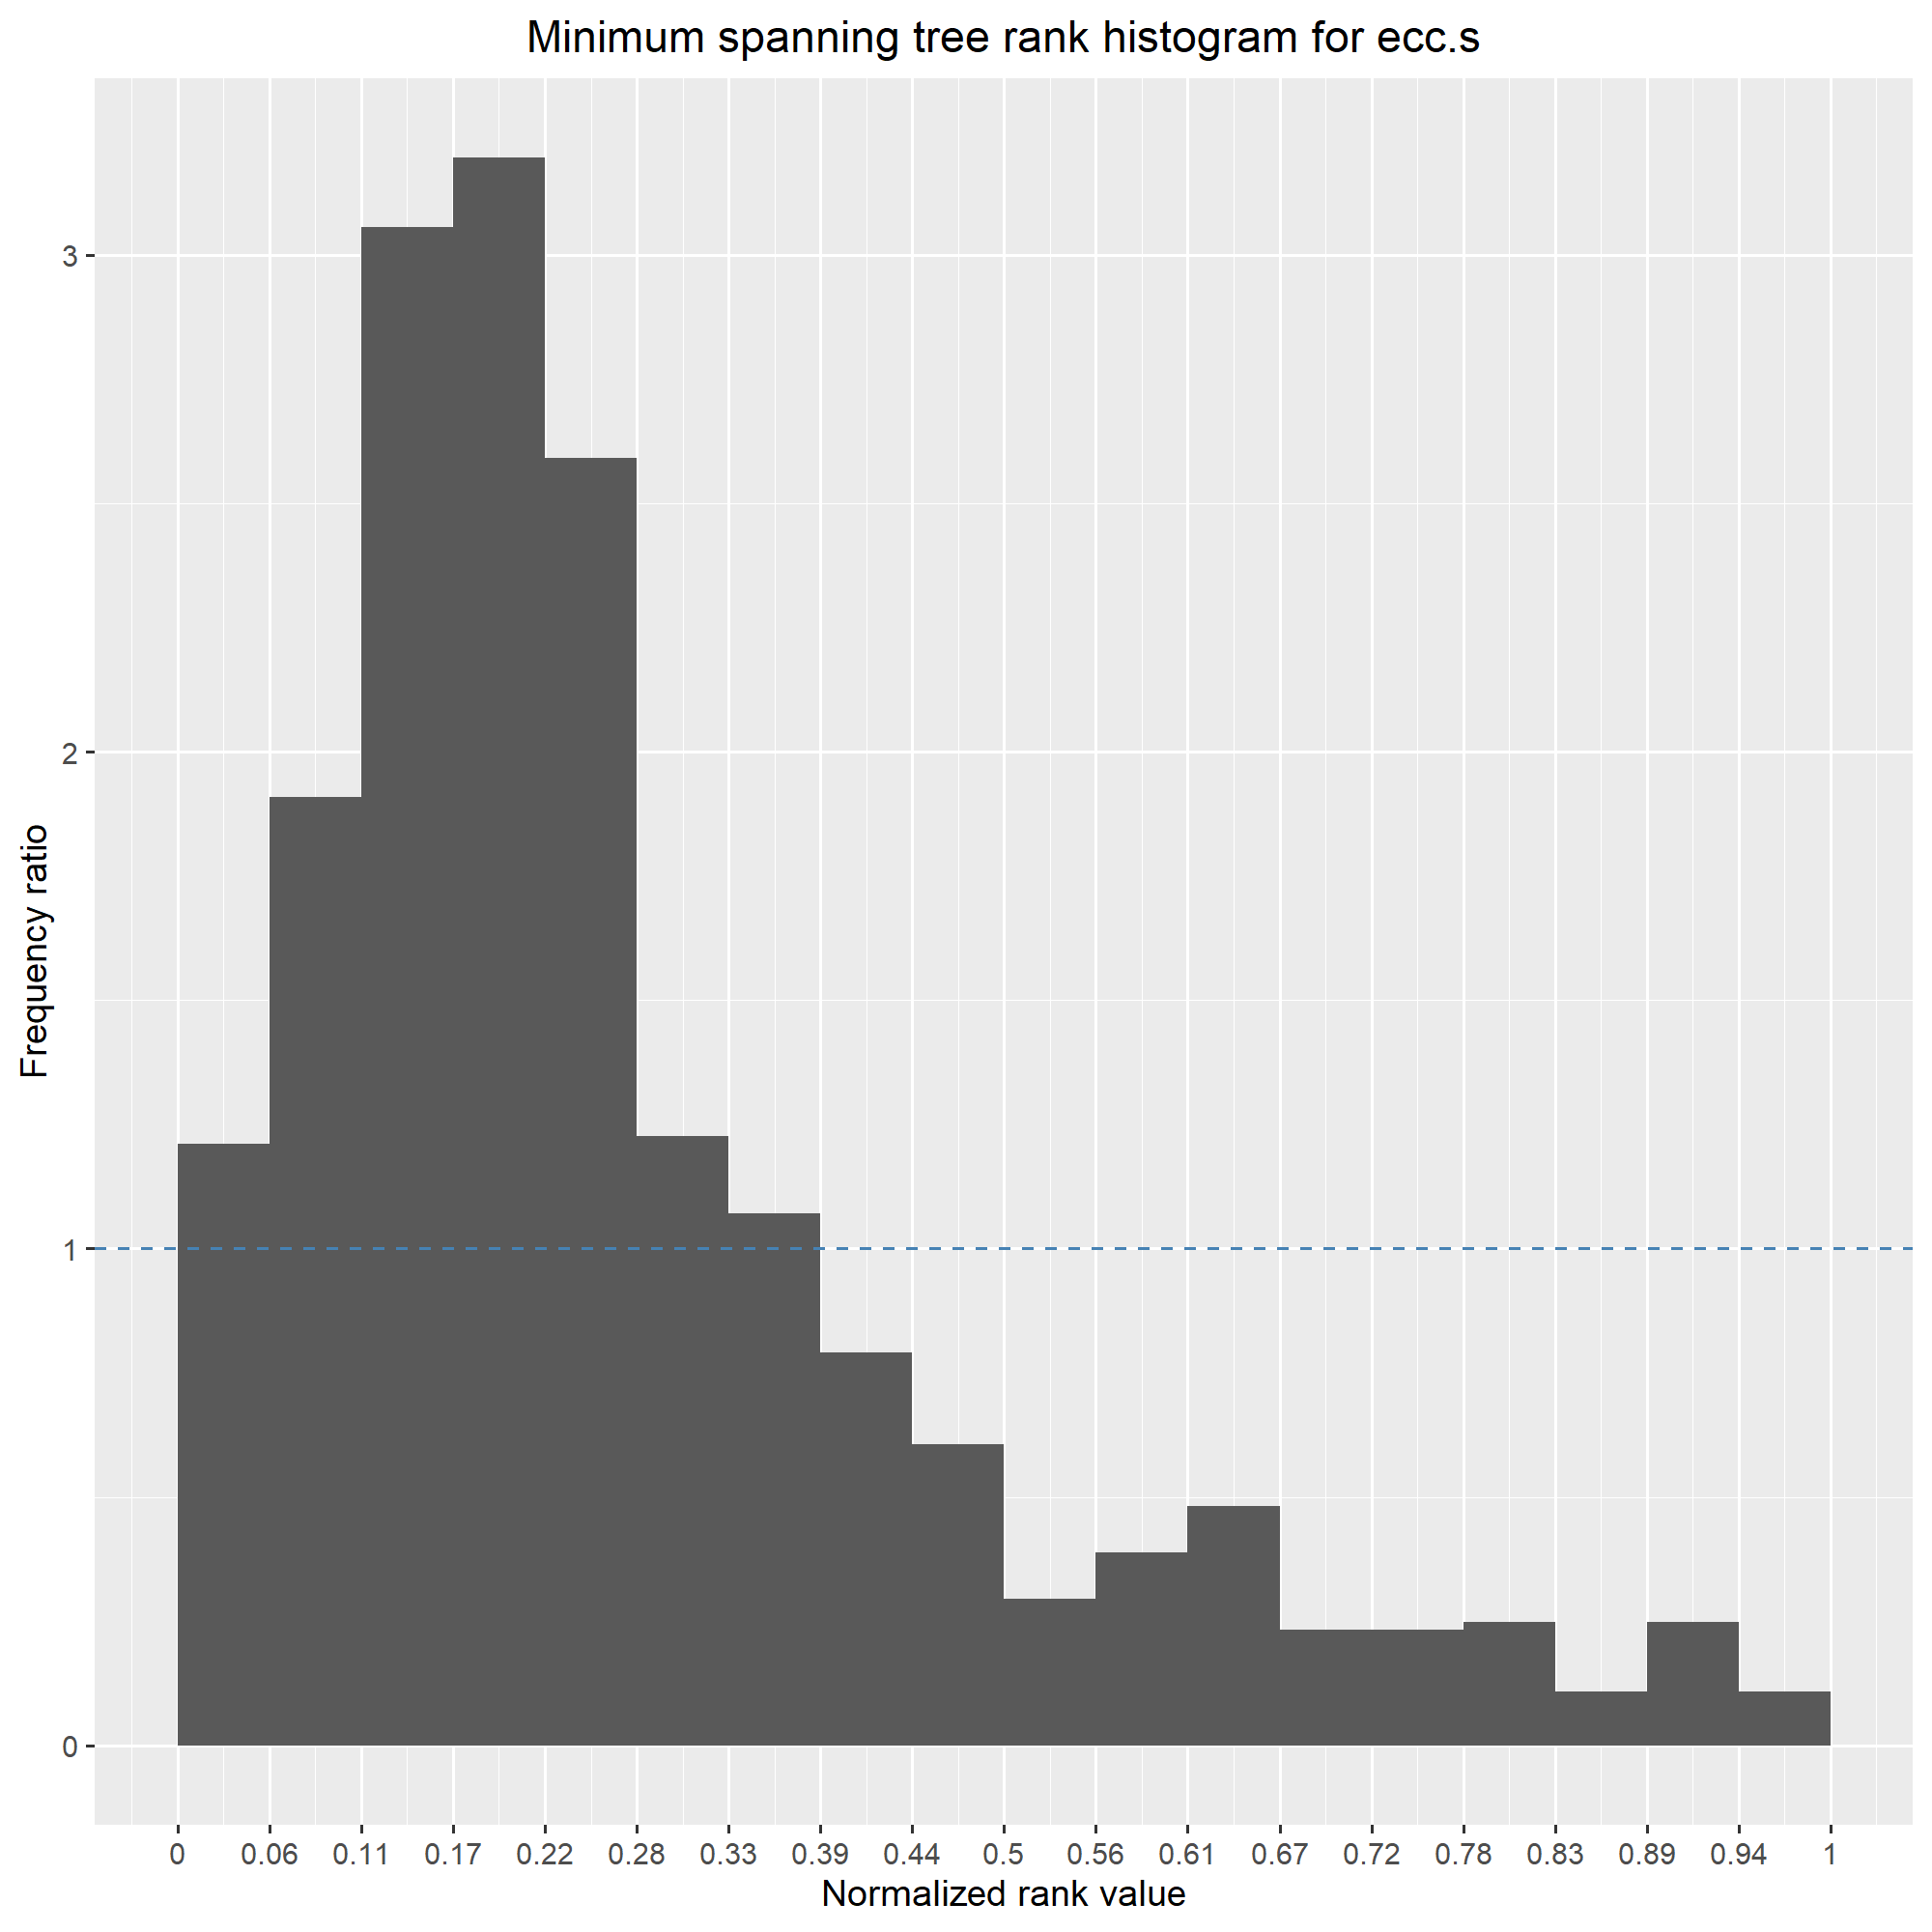 Minimum spanning tree rank histogram for ecc.s
Frequency ratio
3
2
1
0
0 0.06 0.11 0.17 0.22 0.28 0.33 0.39 0.44 0.5 0.56 0.61 0.67 0.72 0.78 0.83 0.89 0.94 1
Normalized rank value